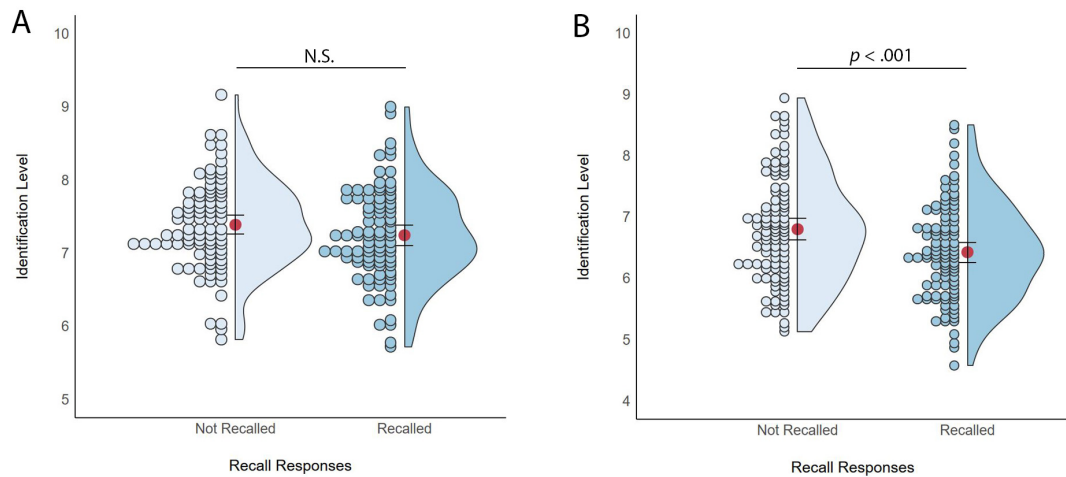 A
N.S.
10
9
8
7
6
5
Identification Level
Not Recalled
Recalled
Recall Responses
B
p < .001
10
9
8
7
6
5
4
Identification Level
Not Recalled
Recalled
Recall Responses